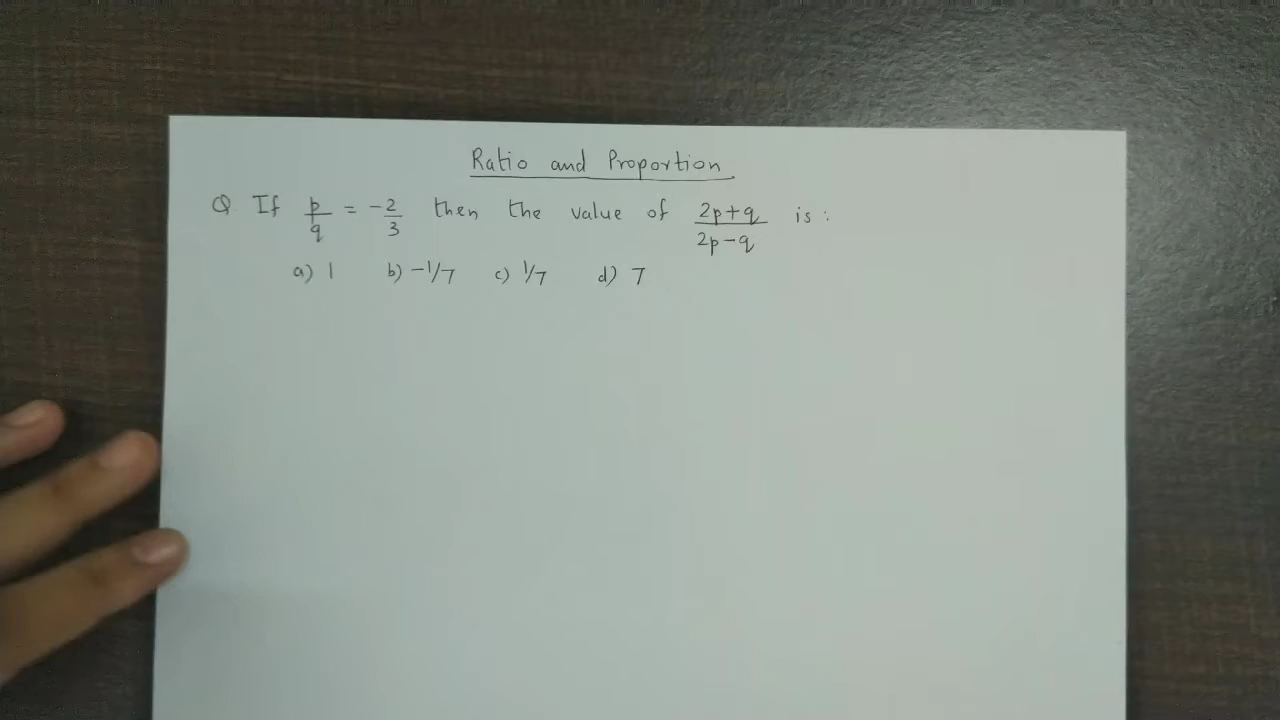 Ratio and Proportion
Q If p/q = -2/3 then the value of 2p+q/2p-q is :
a) 1 b) -1/7 c) 1/7 d) 7